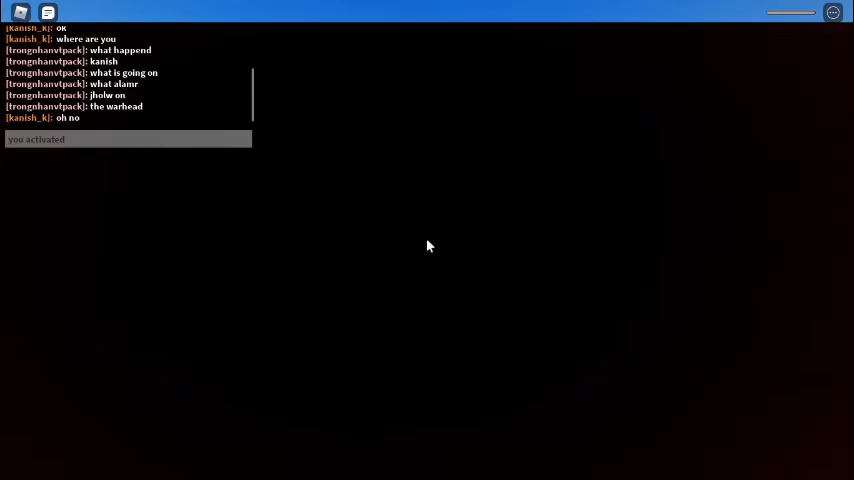 [kanish_k]: ok
[kanish_k]: where are you
[trongnhanvtpack]: what happend
[trongnhanvtpack]: kanish
[trongnhanvtpack]: what is going on
[trongnhanvtpack]: what alamr
[trongnhanvtpack]: jholw on
[trongnhanvtpack]: the warhead
[kanish_k]: oh no
you activated